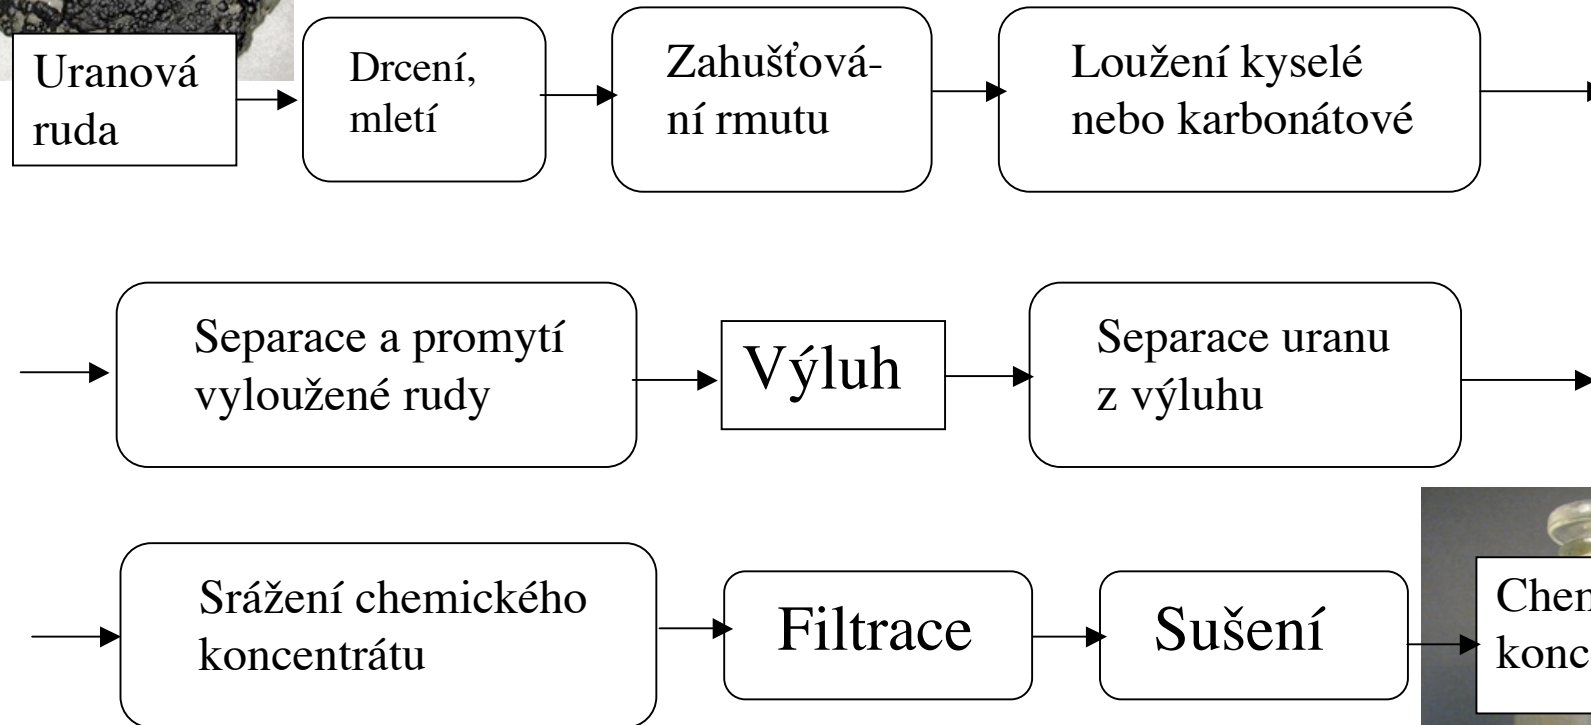 Uranová
ruda
Drcení,
mletí
Zahušťová-
ní rmutu
Loužení kyselé
nebo karbonátové
Separace a promytí
vyloužené rudy
Výluh
Separace uranu
z výluhu
Srážení chemického
koncentrátu
Filtrace
Sušení